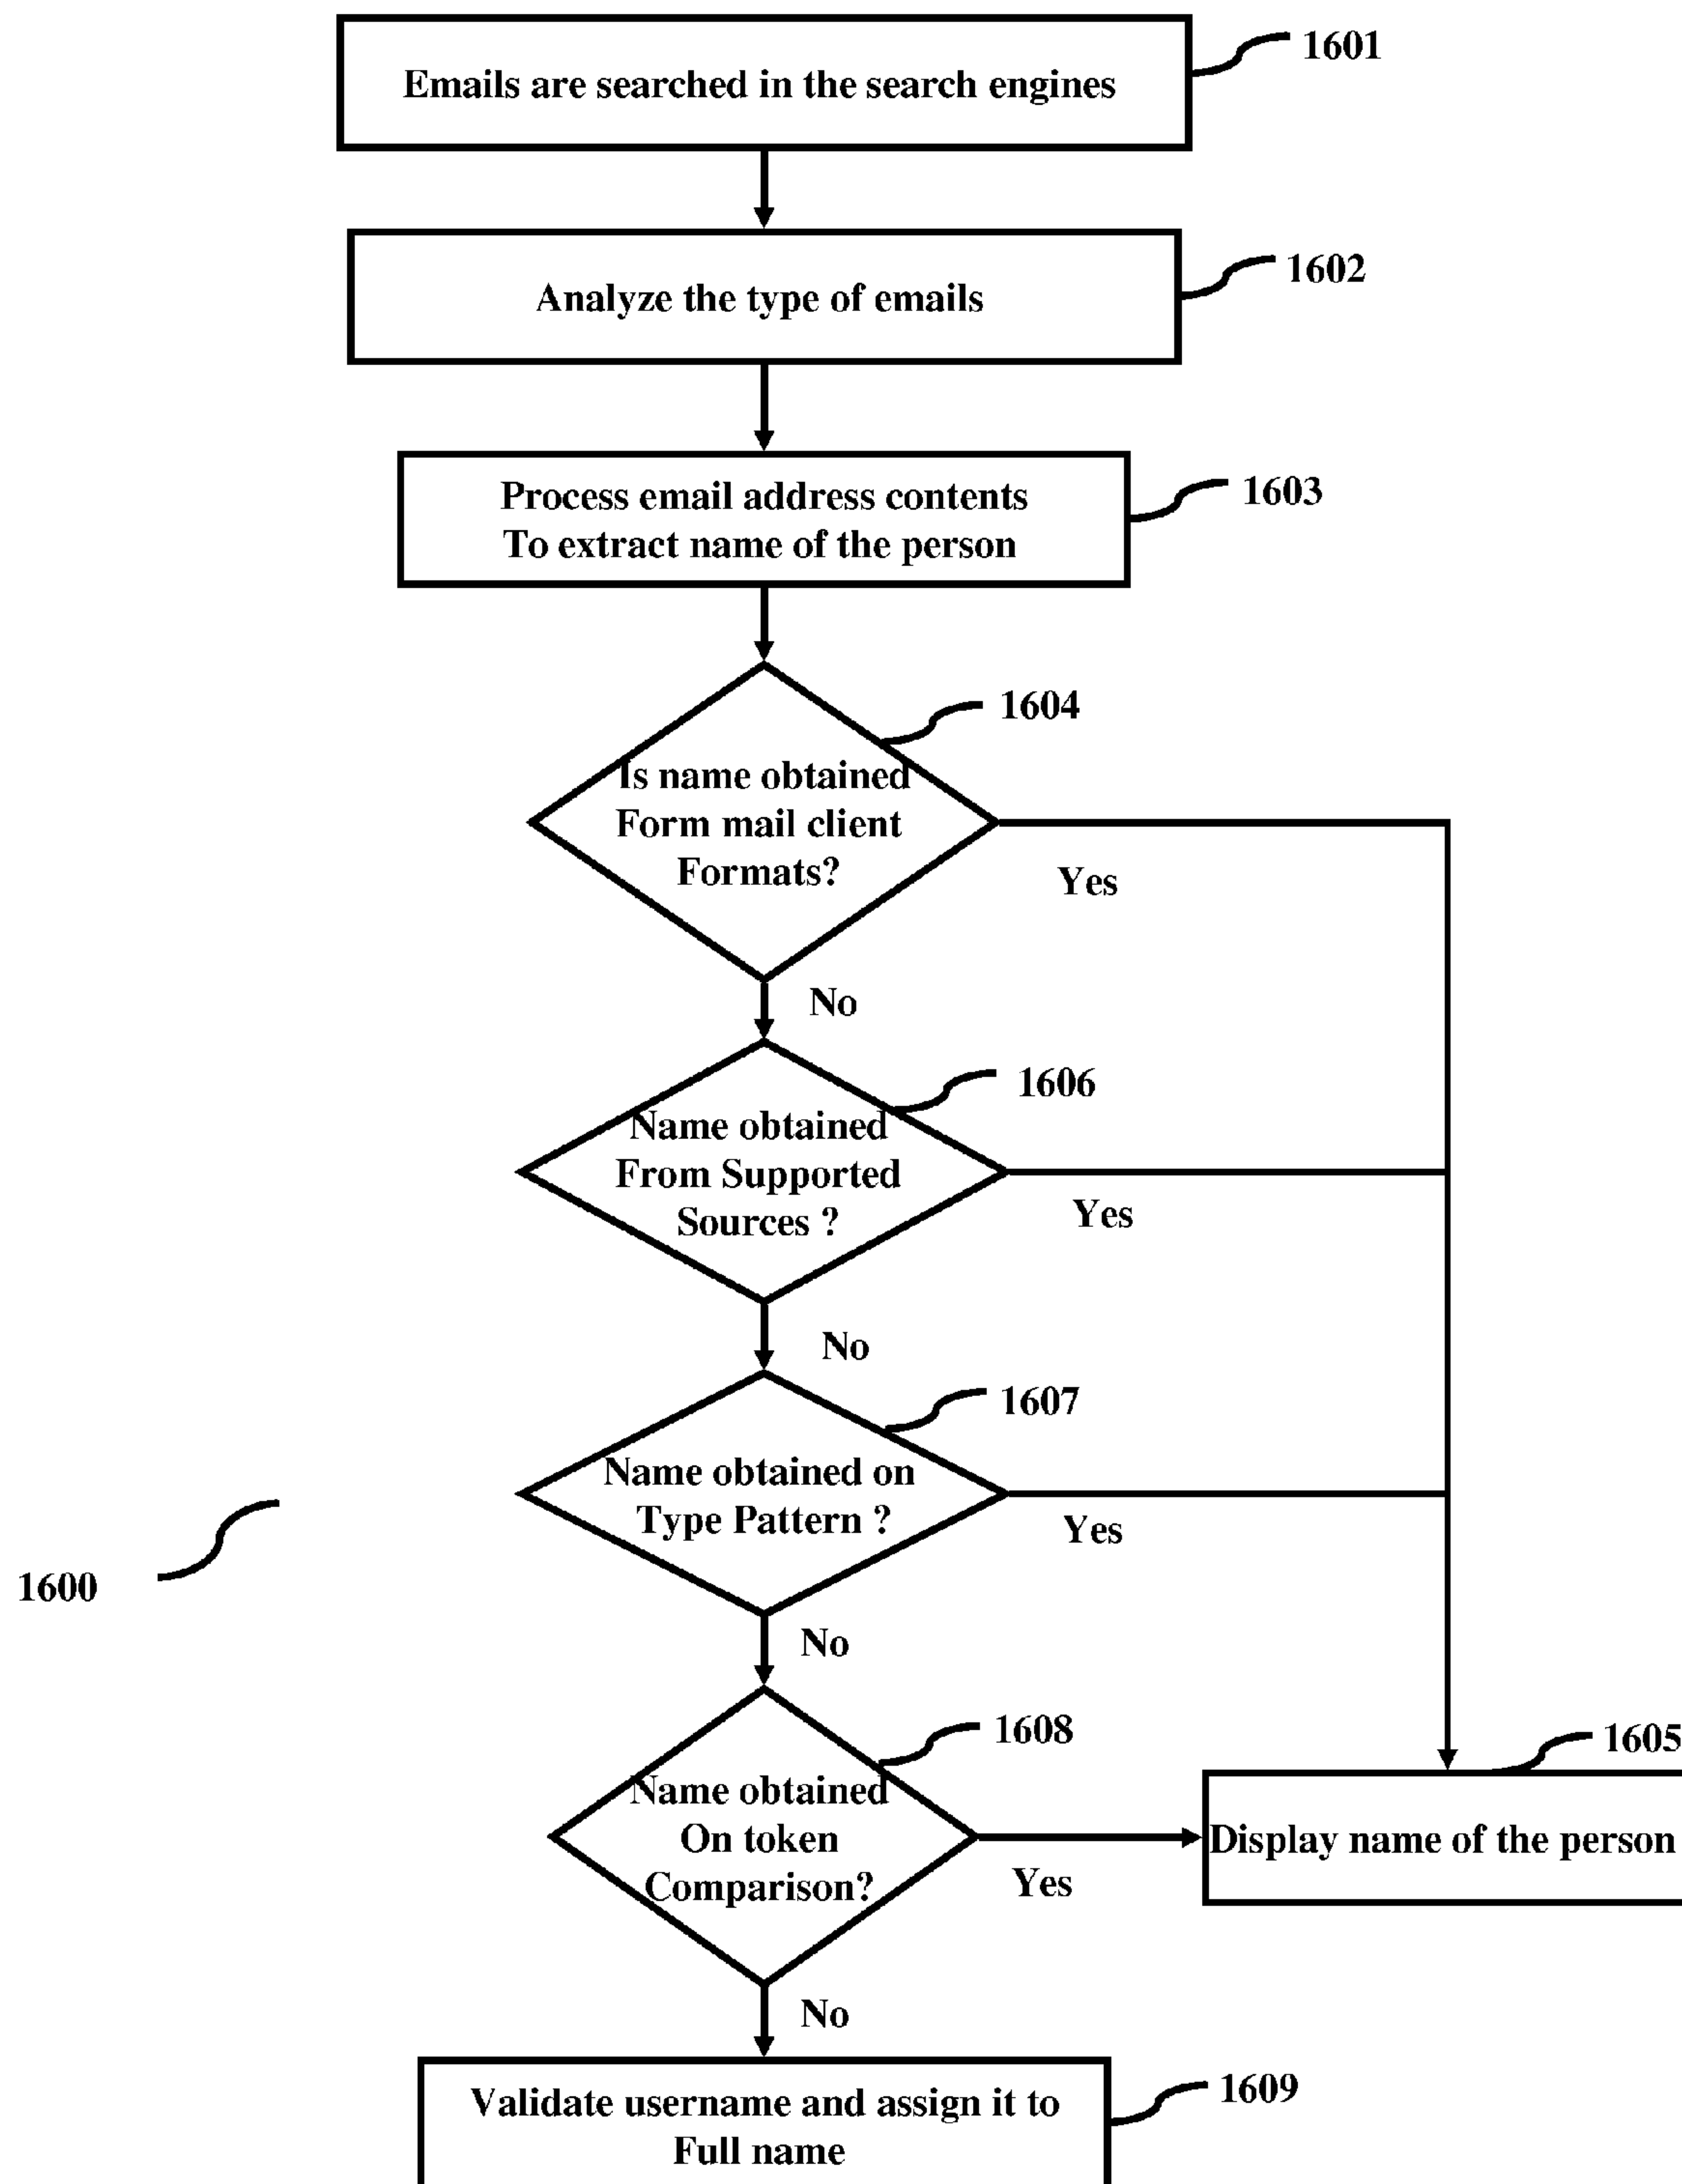 1601
Emails are searched in the search engines
1602
Analyze the type of emails
1603
Process email address contents
To extract name of the person
1604
Is name obtained
Form mail client
Formats?
Yes
No
1606
Name obtained
From Supported
Sources ?
Yes
No
1607
Name obtained on
Type Pattern ?
Yes
1600
No
1608
Name obtained
On token
Comparison?
Yes
1605
Display name of the person
No
1609
Validate username and assign it to
Full name